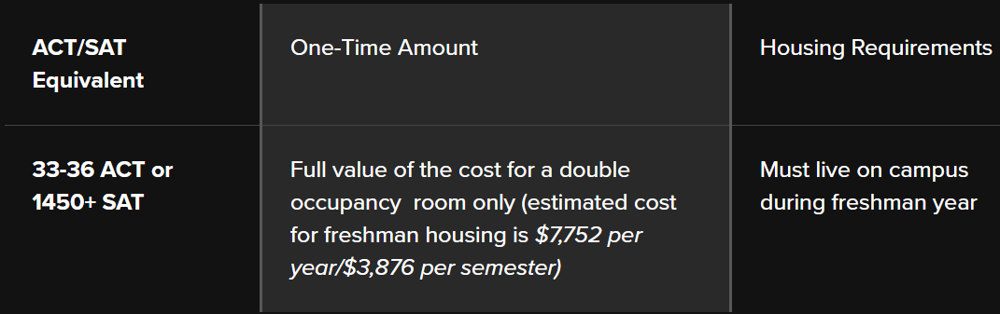 ACT/SAT
Equivalent
One-Time Amount
Housing Requirements
33-36 ACT or
1450+ SAT
Full value of the cost for a double
occupancy  room only (estimated cost
for freshman housing is $7,752 per
year/$3,876 per semester)
Must live on campus
during freshman year